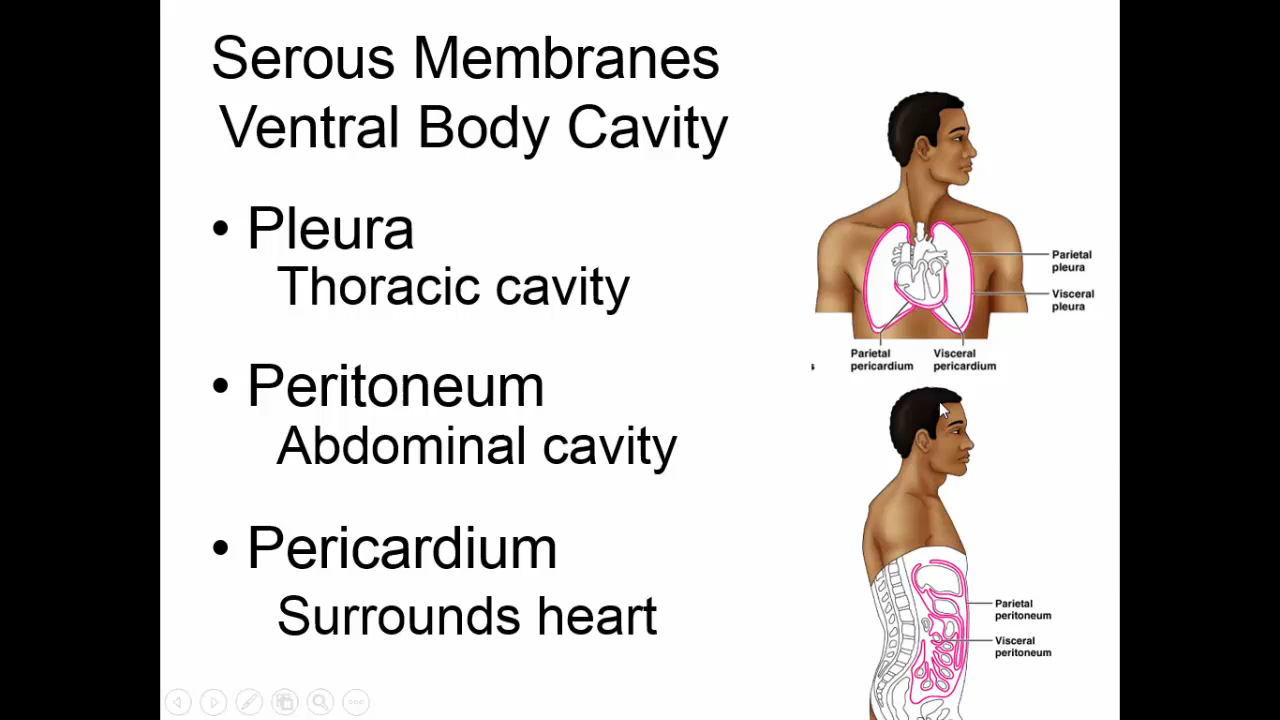 Serous Membranes
Ventral Body Cavity
• Pleura
Thoracic cavity
• Peritoneum
Abdominal cavity
• Pericardium
Surrounds heart
Parietal
pleura
Visceral
pleura
Parietal
pericardium
Visceral
pericardium
Parietal
peritoneum
Visceral
peritoneum